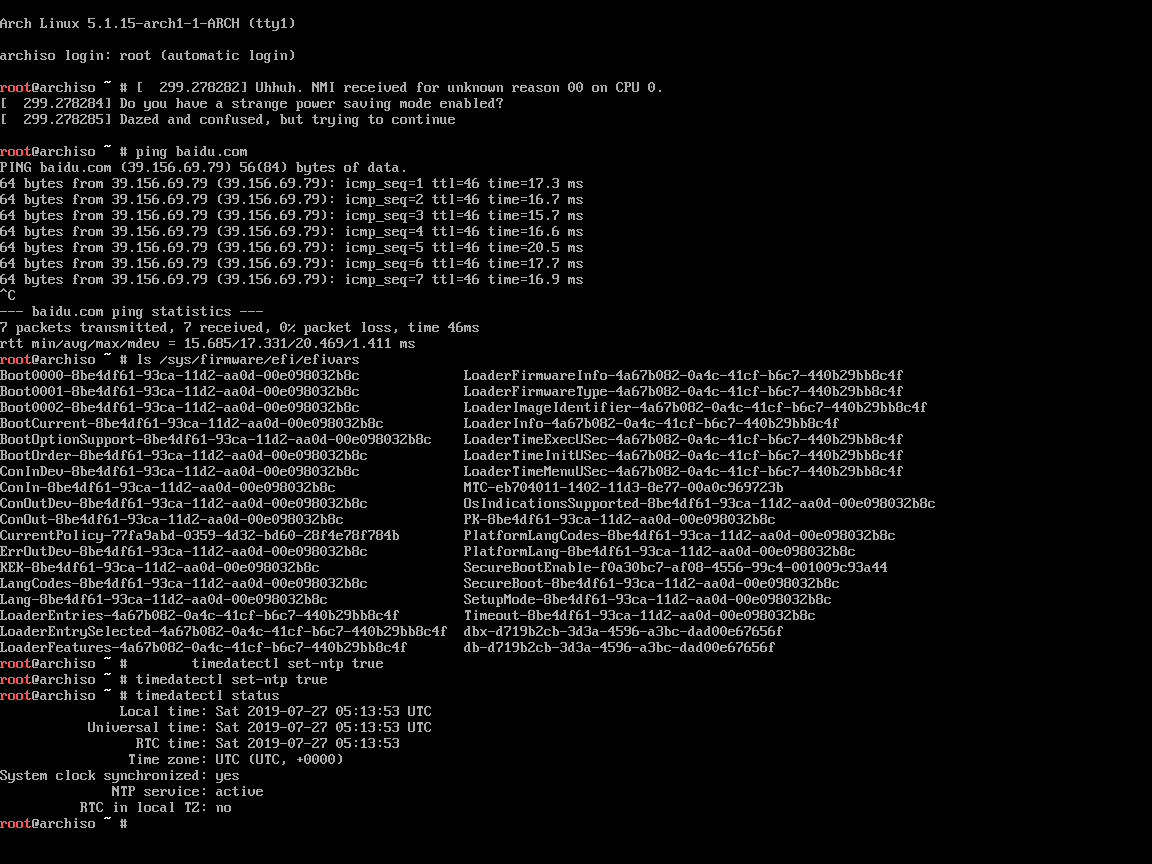 Arch Linux 5.1.15-arch1-1-ARCH (tty1)
archiso login: root (automatic login)
root@archiso ~ # [  299.278282] Uhhuh. NMI received for unknown reason 00 on CPU 0.
[  299.278284] Do you have a strange power saving mode enabled?
[  299.278285] Dazed and confused, but trying to continue
root@archiso ~ # ping baidu.com
PING baidu.com (39.156.69.79) 56(84) bytes of data.
64 bytes from 39.156.69.79 (39.156.69.79): icmp_seq=1 ttl=46 time=17.3 ms
64 bytes from 39.156.69.79 (39.156.69.79): icmp_seq=2 ttl=46 time=16.7 ms
64 bytes from 39.156.69.79 (39.156.69.79): icmp_seq=3 ttl=46 time=15.7 ms
64 bytes from 39.156.69.79 (39.156.69.79): icmp_seq=4 ttl=46 time=16.6 ms
64 bytes from 39.156.69.79 (39.156.69.79): icmp_seq=5 ttl=46 time=20.5 ms
64 bytes from 39.156.69.79 (39.156.69.79): icmp_seq=6 ttl=46 time=17.7 ms
64 bytes from 39.156.69.79 (39.156.69.79): icmp_seq=7 ttl=46 time=16.9 ms
^C
--- baidu.com ping statistics ---
7 packets transmitted, 7 received, 0% packet loss, time 46ms
rtt min/avg/max/mdev = 15.685/17.331/20.469/1.411 ms
root@archiso ~ # ls /sys/firmware/efi/efivars
Boot0000-8be4df61-93ca-11d2-aa0d-00e098032b8c             LoaderFirmwareInfo-4a67b082-0a4c-41cf-b6c7-440b29bb8c4f
Boot0001-8be4df61-93ca-11d2-aa0d-00e098032b8c             LoaderFirmwareType-4a67b082-0a4c-41cf-b6c7-440b29bb8c4f
Boot0002-8be4df61-93ca-11d2-aa0d-00e098032b8c             LoaderImageIdentifier-4a67b082-0a4c-41cf-b6c7-440b29bb8c4f
BootCurrent-8be4df61-93ca-11d2-aa0d-00e098032b8c          LoaderInfo-4a67b082-0a4c-41cf-b6c7-440b29bb8c4f
BootOptionSupport-8be4df61-93ca-11d2-aa0d-00e098032b8c    LoaderTimeExecUSec-4a67b082-0a4c-41cf-b6c7-440b29bb8c4f
BootOrder-8be4df61-93ca-11d2-aa0d-00e098032b8c            LoaderTimeInitUSec-4a67b082-0a4c-41cf-b6c7-440b29bb8c4f
ConInDev-8be4df61-93ca-11d2-aa0d-00e098032b8c             LoaderTimeMenuUSec-4a67b082-0a4c-41cf-b6c7-440b29bb8c4f
ConIn-8be4df61-93ca-11d2-aa0d-00e098032b8c                MTC-eb704011-1402-11d3-8e77-00a0c969723b
ConOutDev-8be4df61-93ca-11d2-aa0d-00e098032b8c            OsIndicationsSupported-8be4df61-93ca-11d2-aa0d-00e098032b8c
ConOut-8be4df61-93ca-11d2-aa0d-00e098032b8c               PK-8be4df61-93ca-11d2-aa0d-00e098032b8c
CurrentPolicy-77fa9abd-0359-4d32-bd60-28f4e78f784b        PlatformLangCodes-8be4df61-93ca-11d2-aa0d-00e098032b8c
ErrOutDev-8be4df61-93ca-11d2-aa0d-00e098032b8c            PlatformLang-8be4df61-93ca-11d2-aa0d-00e098032b8c
KEK-8be4df61-93ca-11d2-aa0d-00e098032b8c                  SecureBootEnable-f0a30bc7-af08-4556-99c4-001009c93a44
LangCodes-8be4df61-93ca-11d2-aa0d-00e098032b8c            SecureBoot-8be4df61-93ca-11d2-aa0d-00e098032b8c
Lang-8be4df61-93ca-11d2-aa0d-00e098032b8c                 SetupMode-8be4df61-93ca-11d2-aa0d-00e098032b8c
LoaderEntries-4a67b082-0a4c-41cf-b6c7-440b29bb8c4f        Timeout-8be4df61-93ca-11d2-aa0d-00e098032b8c
LoaderEntrySelected-4a67b082-0a4c-41cf-b6c7-440b29bb8c4f  dbx-d719b2cb-3d3a-4596-a3bc-dad00e67656f
LoaderFeatures-4a67b082-0a4c-41cf-b6c7-440b29bb8c4f       db-d719b2cb-3d3a-4596-a3bc-dad00e67656f
root@archiso ~ #        timedatectl set-ntp true
root@archiso ~ # timedatectl set-ntp true
root@archiso ~ # timedatectl status
Local time: Sat 2019-07-27 05:13:53 UTC
Universal time: Sat 2019-07-27 05:13:53 UTC
RTC time: Sat 2019-07-27 05:13:53
Time zone: UTC (UTC, +0000)
System clock synchronized: yes
NTP service: active
RTC in local TZ: no
root@archiso ~ #